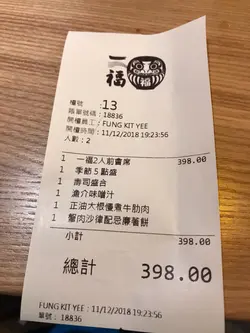 一福
福
檯號 :13
賬單號碼 :18836
開檯員工 :FUNG KIT YEE
開檯時間 :11/12/2018 19:23:56
人數 :2
1 一福2人前會席 398.00
1 季節5點盛
1 壽司盛合
1 漁介味噌汁
1 正油大根慢煮牛肋肉
1 蟹肉沙律配忌廉薯餅
小計 398.00
總計 398.00
FUNG KIT YEE : 11/12/2018 19:23:56
單號 : 18836